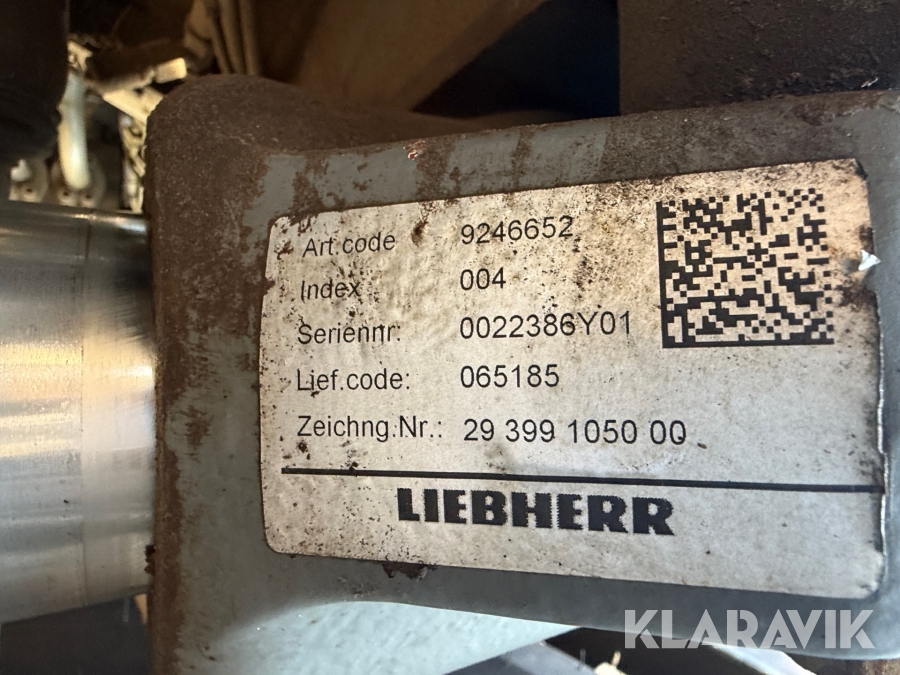 Art.code 9246652
Index 004
Seriennr: 0022386Y01
Lief.code: 065185
Zeichng.Nr.: 29 399 1050 00
LIEBHERR
KLARAVIK